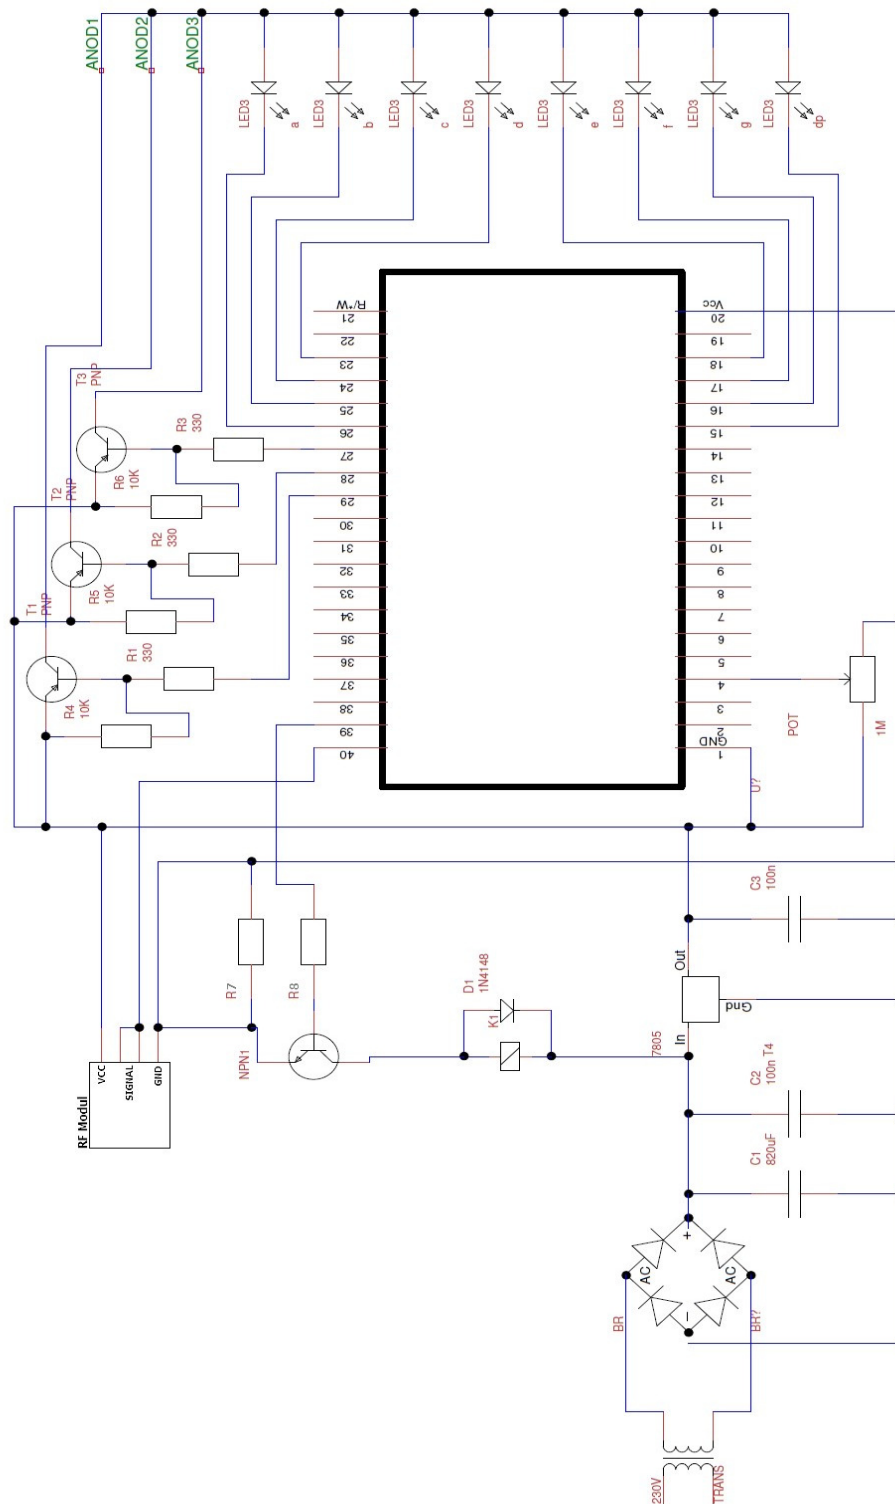 ANOD1
ANOD2
ANOD3
LED3
a
LED3
b
LED3
c
LED3
d
LED3
e
LED3
f
LED3
g
LED3
dp
R/*W
21
22
23
24
25
26
27
28
29
30
31
32
33
34
35
36
37
38
39
40
Vcc
20
19
18
17
16
15
14
13
12
11
10
9
8
7
6
5
4
3
2
GND
1
U?
T3
PNP
R3
330
R6
10K
T2
PNP
R2
330
R5
10K
T1
PNP
R1
330
R4
10K
POT
1M
C3
100n
R7
R8
D1
1N4148
K1
Out
Gnd
In
7805
NPN1
VCC
SIGNAL
GND
RF Modul
C2
100n T4
C1
820uF
+
AC
AC
-
BR
BR?
230V
TRANS